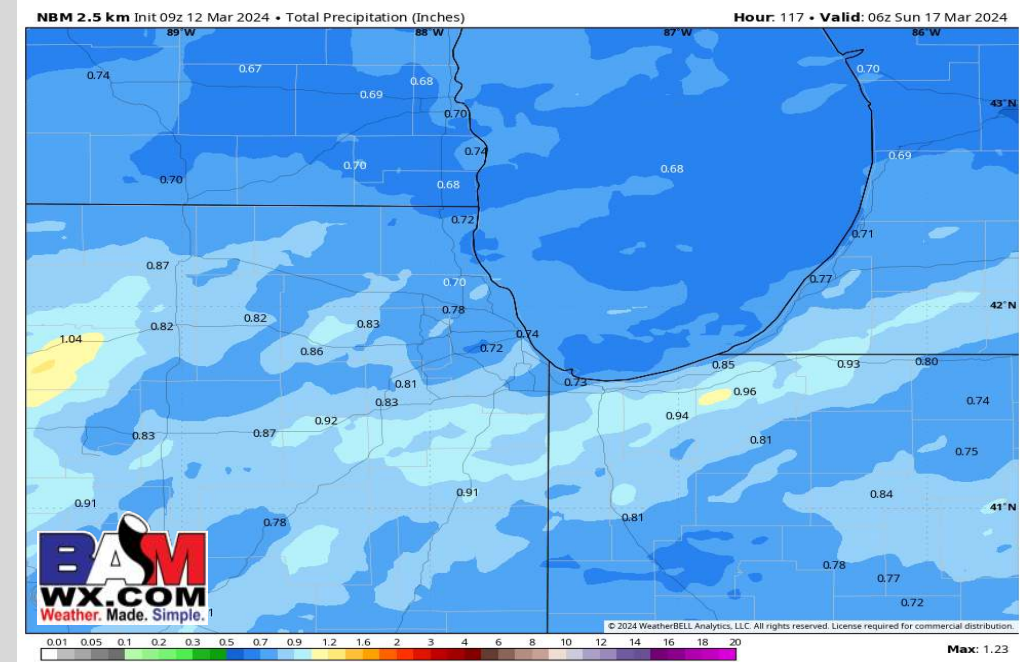 NBM 2.5 km Init 09z 12 Mar 2024 • Total Precipitation (Inches) Hour: 117 • Valid: 06z Sun 17 Mar 2024
89°W 88°W 87°W 86°W
0.74 0.67 0.68 0.70
0.69
0.70 43°N
0.74 0.69
0.70 0.70 0.68 0.68
0.72
0.71
0.87 0.70 0.77
0.82 0.82 0.83 0.78 42°N
1.04 0.86 0.72 0.74
0.85 0.93 0.80
0.81 0.73 0.96
0.83 0.94 0.74
0.92
0.83 0.87 0.81
0.75
0.91 0.91 0.84
0.78 0.81 41°N
0.78
0.77
0.72
BAM
WX.COM
Weather. Made. Simple.
© 2024 WeatherBELL Analytics, LLC. All rights reserved. License required for commercial distribution.
0.01 0.05 0.1 0.2 0.3 0.5 0.7 0.9 1.2 1.6 2 3 4 6 8 10 12 14 16 18 20
Max: 1.23